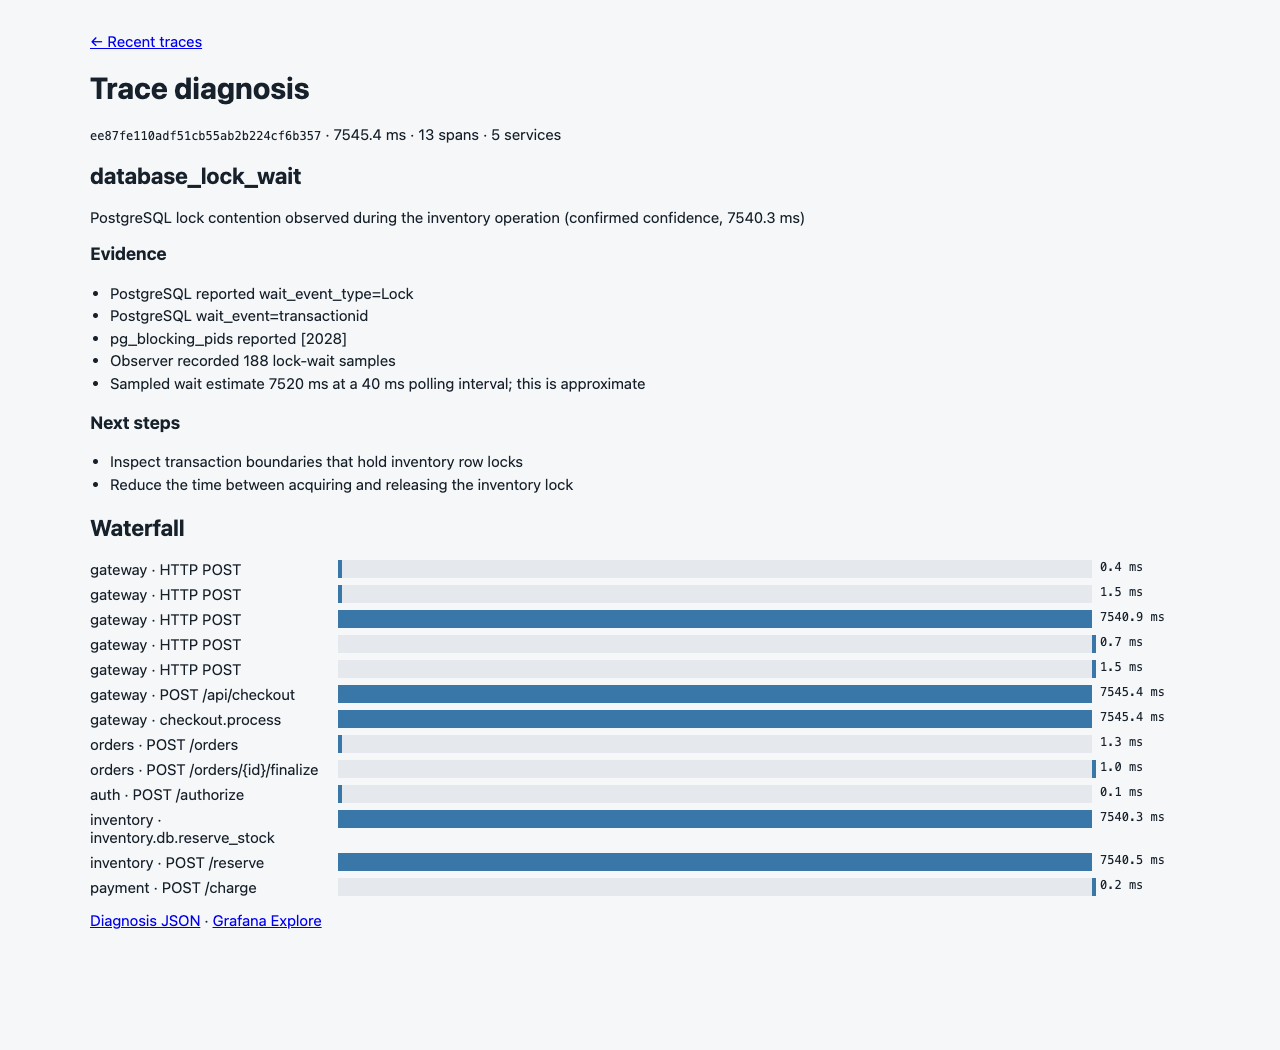 ← Recent traces
Trace diagnosis
ee87fe110adf51cb55ab2b224cf6b357 · 7545.4 ms · 13 spans · 5 services
database_lock_wait
PostgreSQL lock contention observed during the inventory operation (confirmed confidence, 7540.3 ms)
Evidence
• PostgreSQL reported wait_event_type=Lock
• PostgreSQL wait_event=transactionid
• pg_blocking_pids reported [2028]
• Observer recorded 188 lock-wait samples
• Sampled wait estimate 7520 ms at a 40 ms polling interval; this is approximate
Next steps
• Inspect transaction boundaries that hold inventory row locks
• Reduce the time between acquiring and releasing the inventory lock
Waterfall
gateway · HTTP POST 0.4 ms
gateway · HTTP POST 1.5 ms
gateway · HTTP POST 7540.9 ms
gateway · HTTP POST 0.7 ms
gateway · HTTP POST 1.5 ms
gateway · POST /api/checkout 7545.4 ms
gateway · checkout.process 7545.4 ms
orders · POST /orders 1.3 ms
orders · POST /orders/{id}/finalize 1.0 ms
auth · POST /authorize 0.1 ms
inventory · 7540.3 ms
inventory.db.reserve_stock
inventory · POST /reserve 7540.5 ms
payment · POST /charge 0.2 ms
Diagnosis JSON · Grafana Explore